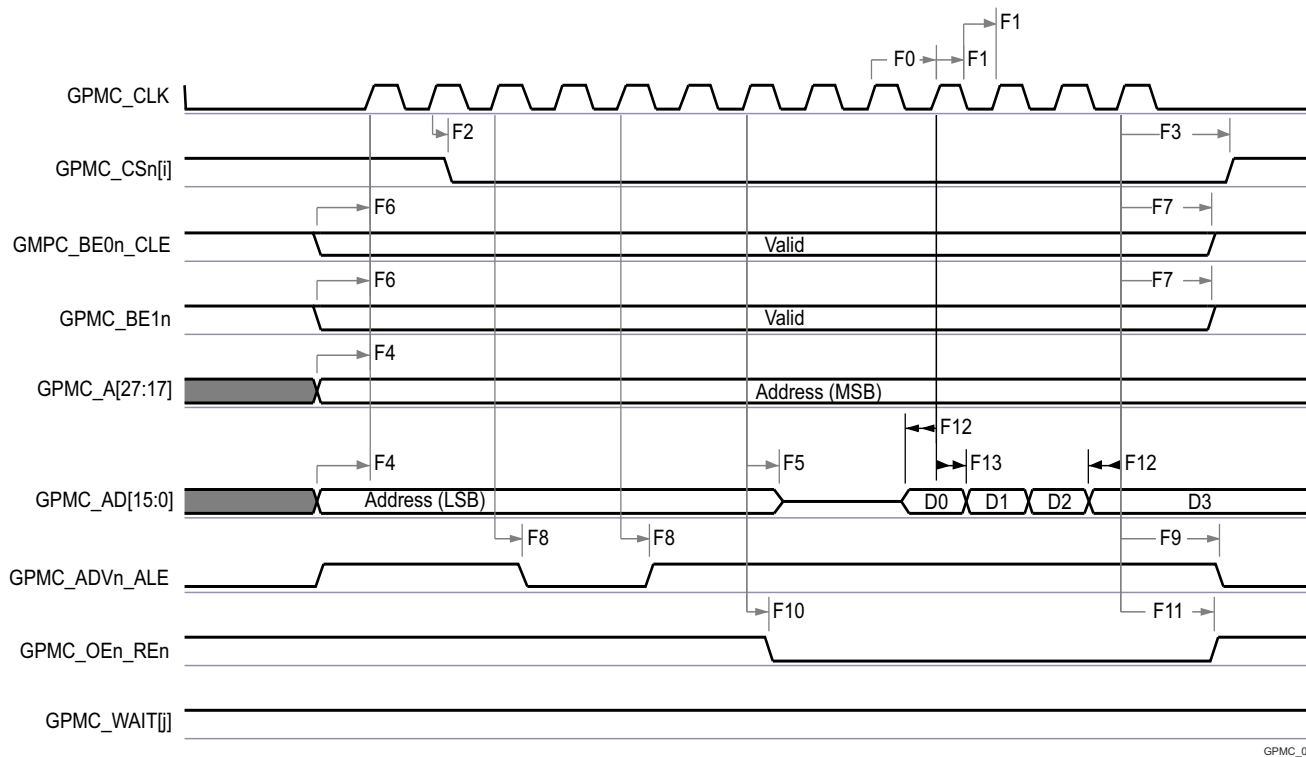 F1
F0 F1
GPMC_CLK
F2 F3
GPMC_CSn[i]
F6 F7
GMPC_BE0n_CLE Valid
F6 F7
GPMC_BE1n Valid
F4
GPMC_A[27:17] Address (MSB)
F12
F4 F5 F13 F12
GPMC_AD[15:0] Address (LSB) D0 D1 D2 D3
F8 F8 F9
GPMC_ADVn_ALE
F10 F11
GPMC_OEn_REn
GPMC_WAIT[j]
GPMC_0